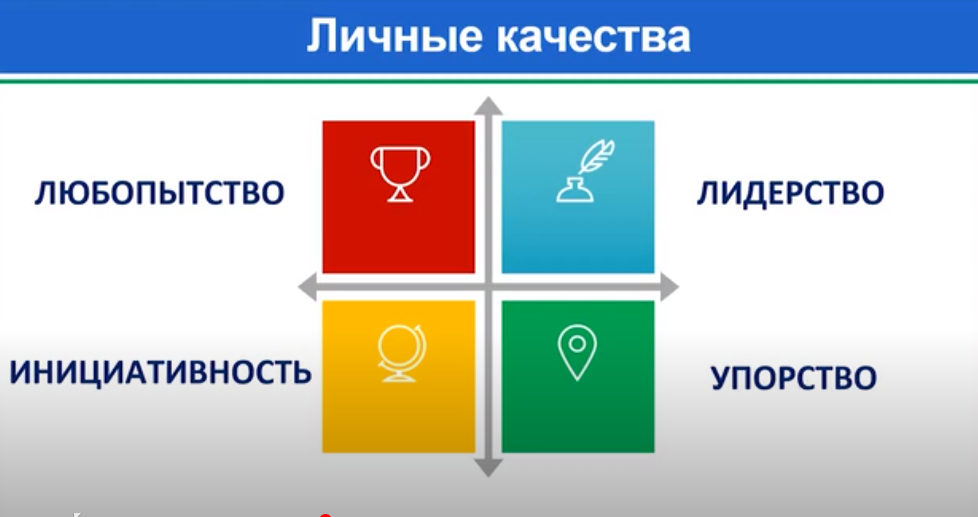 Личные качества
ЛЮБОПЫТСТВО
ЛИДЕРСТВО
ИНИЦИАТИВНОСТЬ
УПОРСТВО